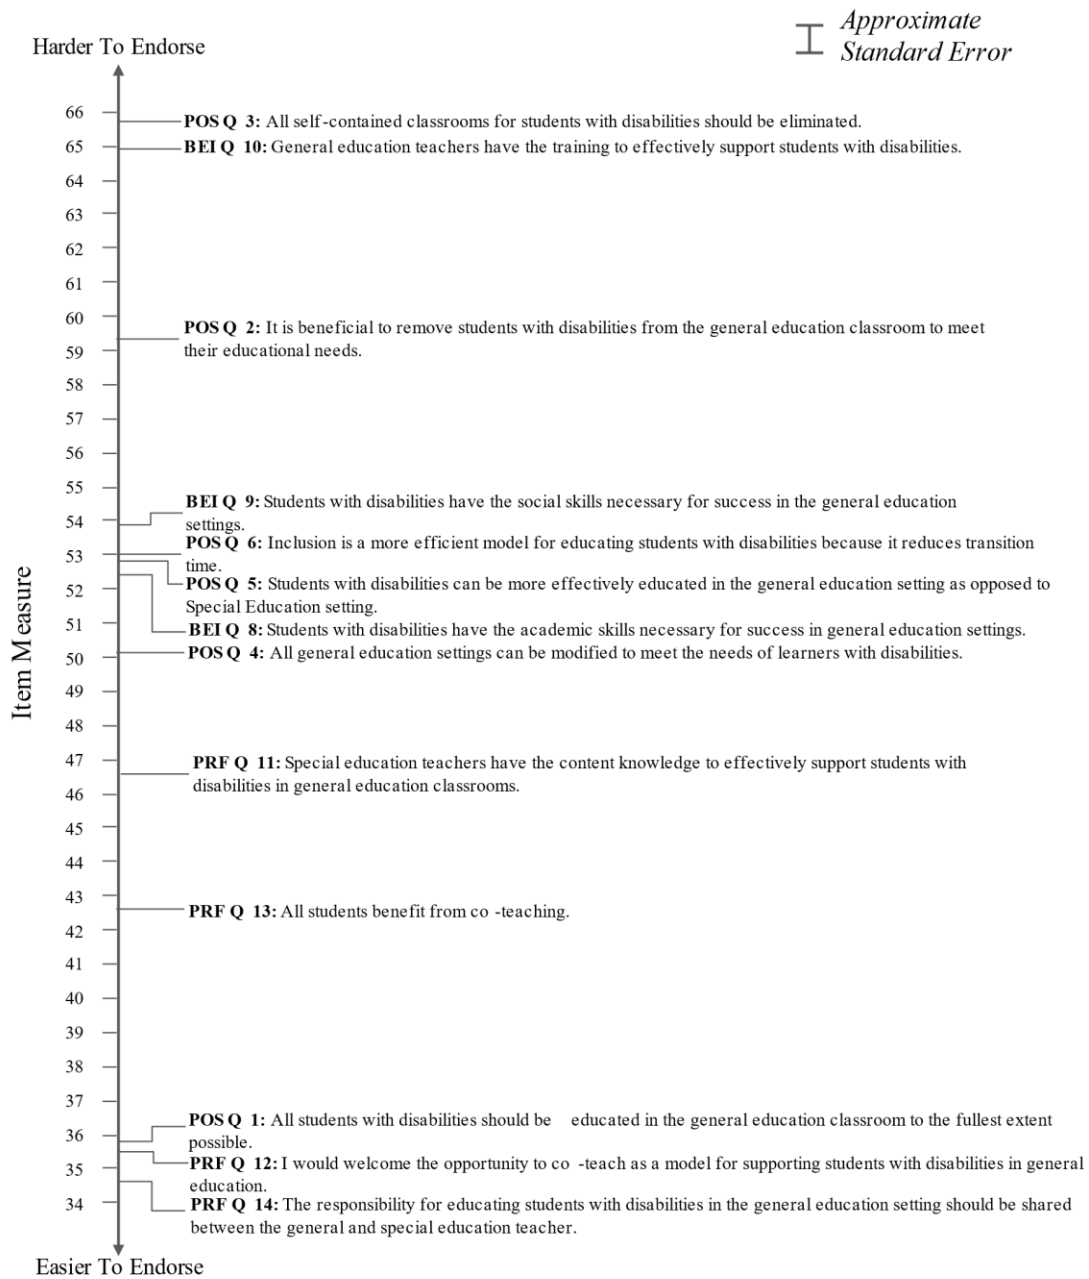 Approximate
Standard Error
Harder To Endorse
66
POS Q 3: All self-contained classrooms for students with disabilities should be eliminated.
65
BEI Q 10: General education teachers have the training to effectively support students with disabilities.
64
63
62
61
60
POS Q 2: It is beneficial to remove students with disabilities from the general education classroom to meet
their educational needs.
59
58
57
56
55
BEI Q 9: Students with disabilities have the social skills necessary for success in the general education
settings.
54
POS Q 6: Inclusion is a more efficient model for educating students with disabilities because it reduces transition
time.
53
POS Q 5: Students with disabilities can be more effectively educated in the general education setting as opposed to
Special Education setting.
52
BEI Q 8: Students with disabilities have the academic skills necessary for success in general education settings.
51
POS Q 4: All general education settings can be modified to meet the needs of learners with disabilities.
50
Item Measure
49
48
47
PRF Q 11: Special education teachers have the content knowledge to effectively support students with
disabilities in general education classrooms.
46
45
44
43
PRF Q 13: All students benefit from co -teaching.
42
41
40
39
38
37
POS Q 1: All students with disabilities should be educated in the general education classroom to the fullest extent
possible.
36
PRF Q 12: I would welcome the opportunity to co -teach as a model for supporting students with disabilities in general
education.
35
PRF Q 14: The responsibility for educating students with disabilities in the general education setting should be shared
between the general and special education teacher.
34
Easier To Endorse